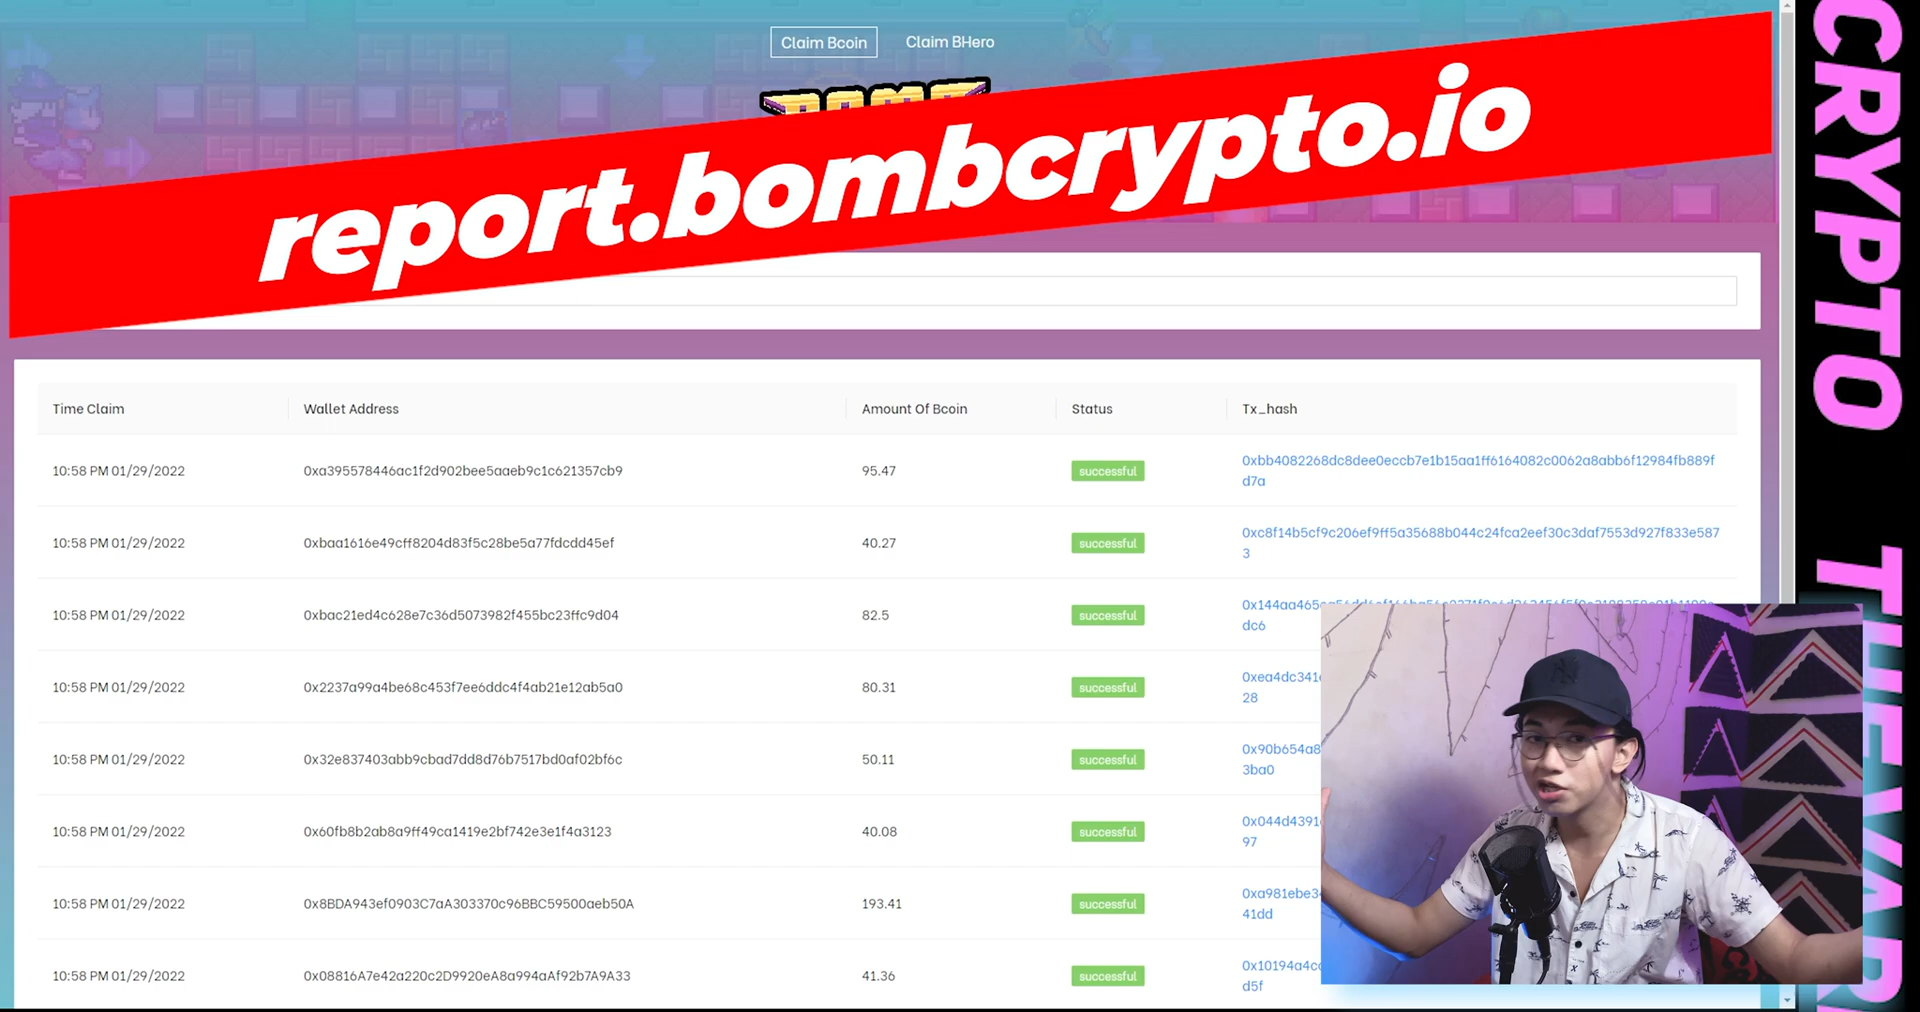 Claim Bcoin Claim BHero
report.bombcrypto.io
Time Claim Wallet Address Amount Of Bcoin Status Tx_hash
10:58 PM 01/29/2022 0xa395578446ac1f2d902bee5aaeb9c1c621357cb9 95.47 successful 0xbb4082268dc8dee0eccb7e1b15aa1ff6164082c0062a8abb6f12984fb889f
d7a
10:58 PM 01/29/2022 0xbaa1616e49cff8204d83f5c28be5a77fdcdd45ef 40.27 successful 0xc8f14b5cf9c206ef9ff5a35688b044c24fca2eef30c3daf7553d927f833e587
3
10:58 PM 01/29/2022 0xbac21ed4c628e7c36d5073982f455bc23ffc9d04 82.5 successful
dc6
10:58 PM 01/29/2022 0x2237a99a4be68c453f7ee6ddc4f4ab21e12ab5a0 80.31 successful 0xea4dc341
28
10:58 PM 01/29/2022 0x32e837403abb9cbad7dd8d76b7517bd0af02bf6c 50.11 successful 0x90b654a8
3ba0
10:58 PM 01/29/2022 0x60fb8b2ab8a9ff49ca1419e2bf742e3e1f4a3123 40.08 successful 0x044d4391
97
10:58 PM 01/29/2022 0x8BDA943ef0903C7aA303370c96BBC59500aeb50A 193.41 successful 0xa981ebe3
41dd
10:58 PM 01/29/2022 0x08816A7e42a220c2D9920eA8a994aAf92b7A9A33 41.36 successful 0x10194a4c
d5f
CRYPTO